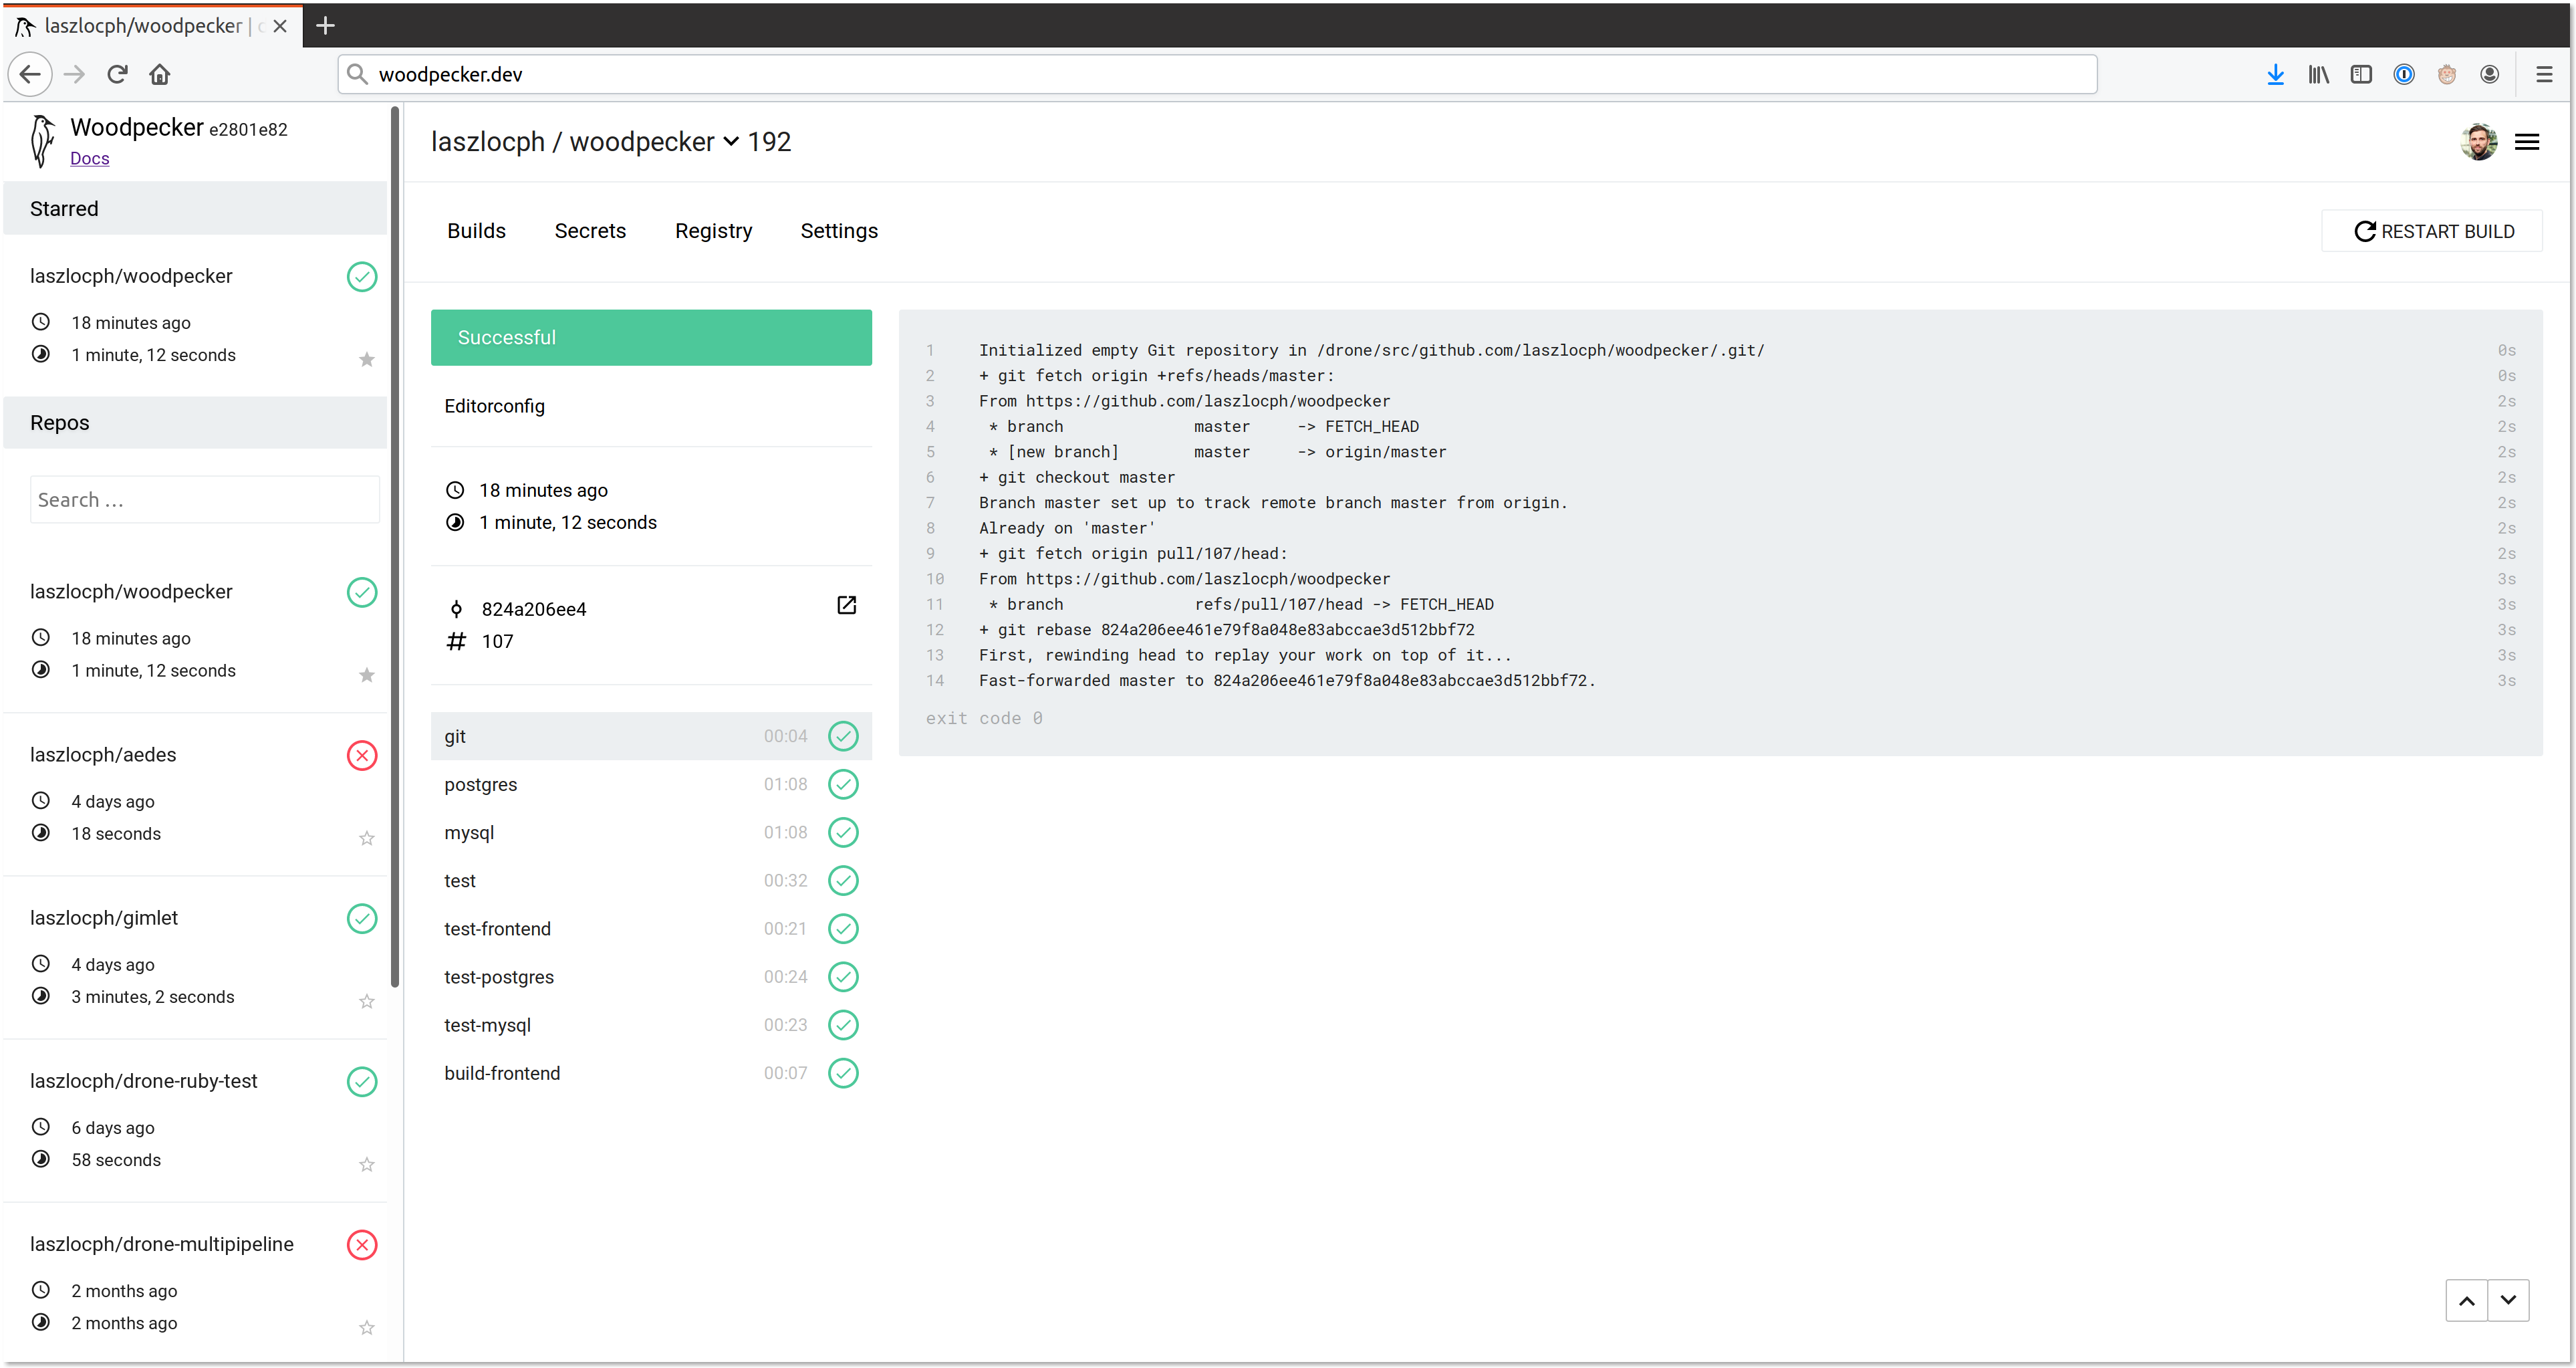 laszlocph/woodpecker |
woodpecker.dev
Woodpecker e2801e82
Docs
Starred
laszlocph/woodpecker
18 minutes ago
1 minute, 12 seconds
Repos
Search ...
laszlocph/woodpecker
18 minutes ago
1 minute, 12 seconds
laszlocph/aedes
4 days ago
18 seconds
laszlocph/gimlet
4 days ago
3 minutes, 2 seconds
laszlocph/drone-ruby-test
6 days ago
58 seconds
laszlocph/drone-multipipeline
2 months ago
2 months ago
laszlocph / woodpecker 192
Builds Secrets Registry Settings
RESTART BUILD
Successful
Editorconfig
18 minutes ago
1 minute, 12 seconds
824a206ee4
107
git 00:04
postgres 01:08
mysql 01:08
test 00:32
test-frontend 00:21
test-postgres 00:24
test-mysql 00:23
build-frontend 00:07
1 Initialized empty Git repository in /drone/src/github.com/laszlocph/woodpecker/.git/ 0s
2 + git fetch origin +refs/heads/master: 0s
3 From https://github.com/laszlocph/woodpecker 2s
4 * branch master -> FETCH_HEAD 2s
5 * [new branch] master -> origin/master 2s
6 + git checkout master 2s
7 Branch master set up to track remote branch master from origin. 2s
8 Already on 'master' 2s
9 + git fetch origin pull/107/head: 2s
10 From https://github.com/laszlocph/woodpecker 3s
11 * branch refs/pull/107/head -> FETCH_HEAD 3s
12 + git rebase 824a206ee461e79f8a048e83abccae3d512bbf72 3s
13 First, rewinding head to replay your work on top of it... 3s
14 Fast-forwarded master to 824a206ee461e79f8a048e83abccae3d512bbf72. 3s
exit code 0